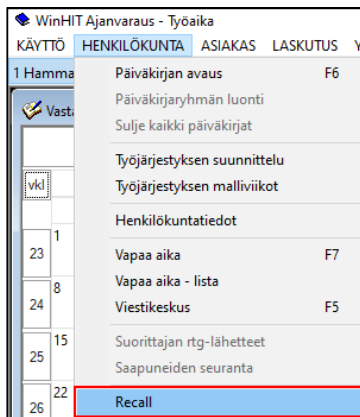 WinHIT Ajanvaraus - Työaika
KÄYTTÖ HENKILÖKUNTA ASIAKAS LASKUTUS
1 Hamma
Päiväkirjan avaus F6
Päiväkirjaryhmän luonti
Vasta
Sulje kaikki päiväkirjat
Työjärjestyksen suunnittelu
vkl
Työjärjestyksen malliviikot
Henkilökuntatiedot
1
23
Vapaa aika F7
Vapaa aika - lista
8
24
Viestikeskus F5
15
Suorittajan rtg-lähetteet
25
Saapuneiden seuranta
22
26
Recall